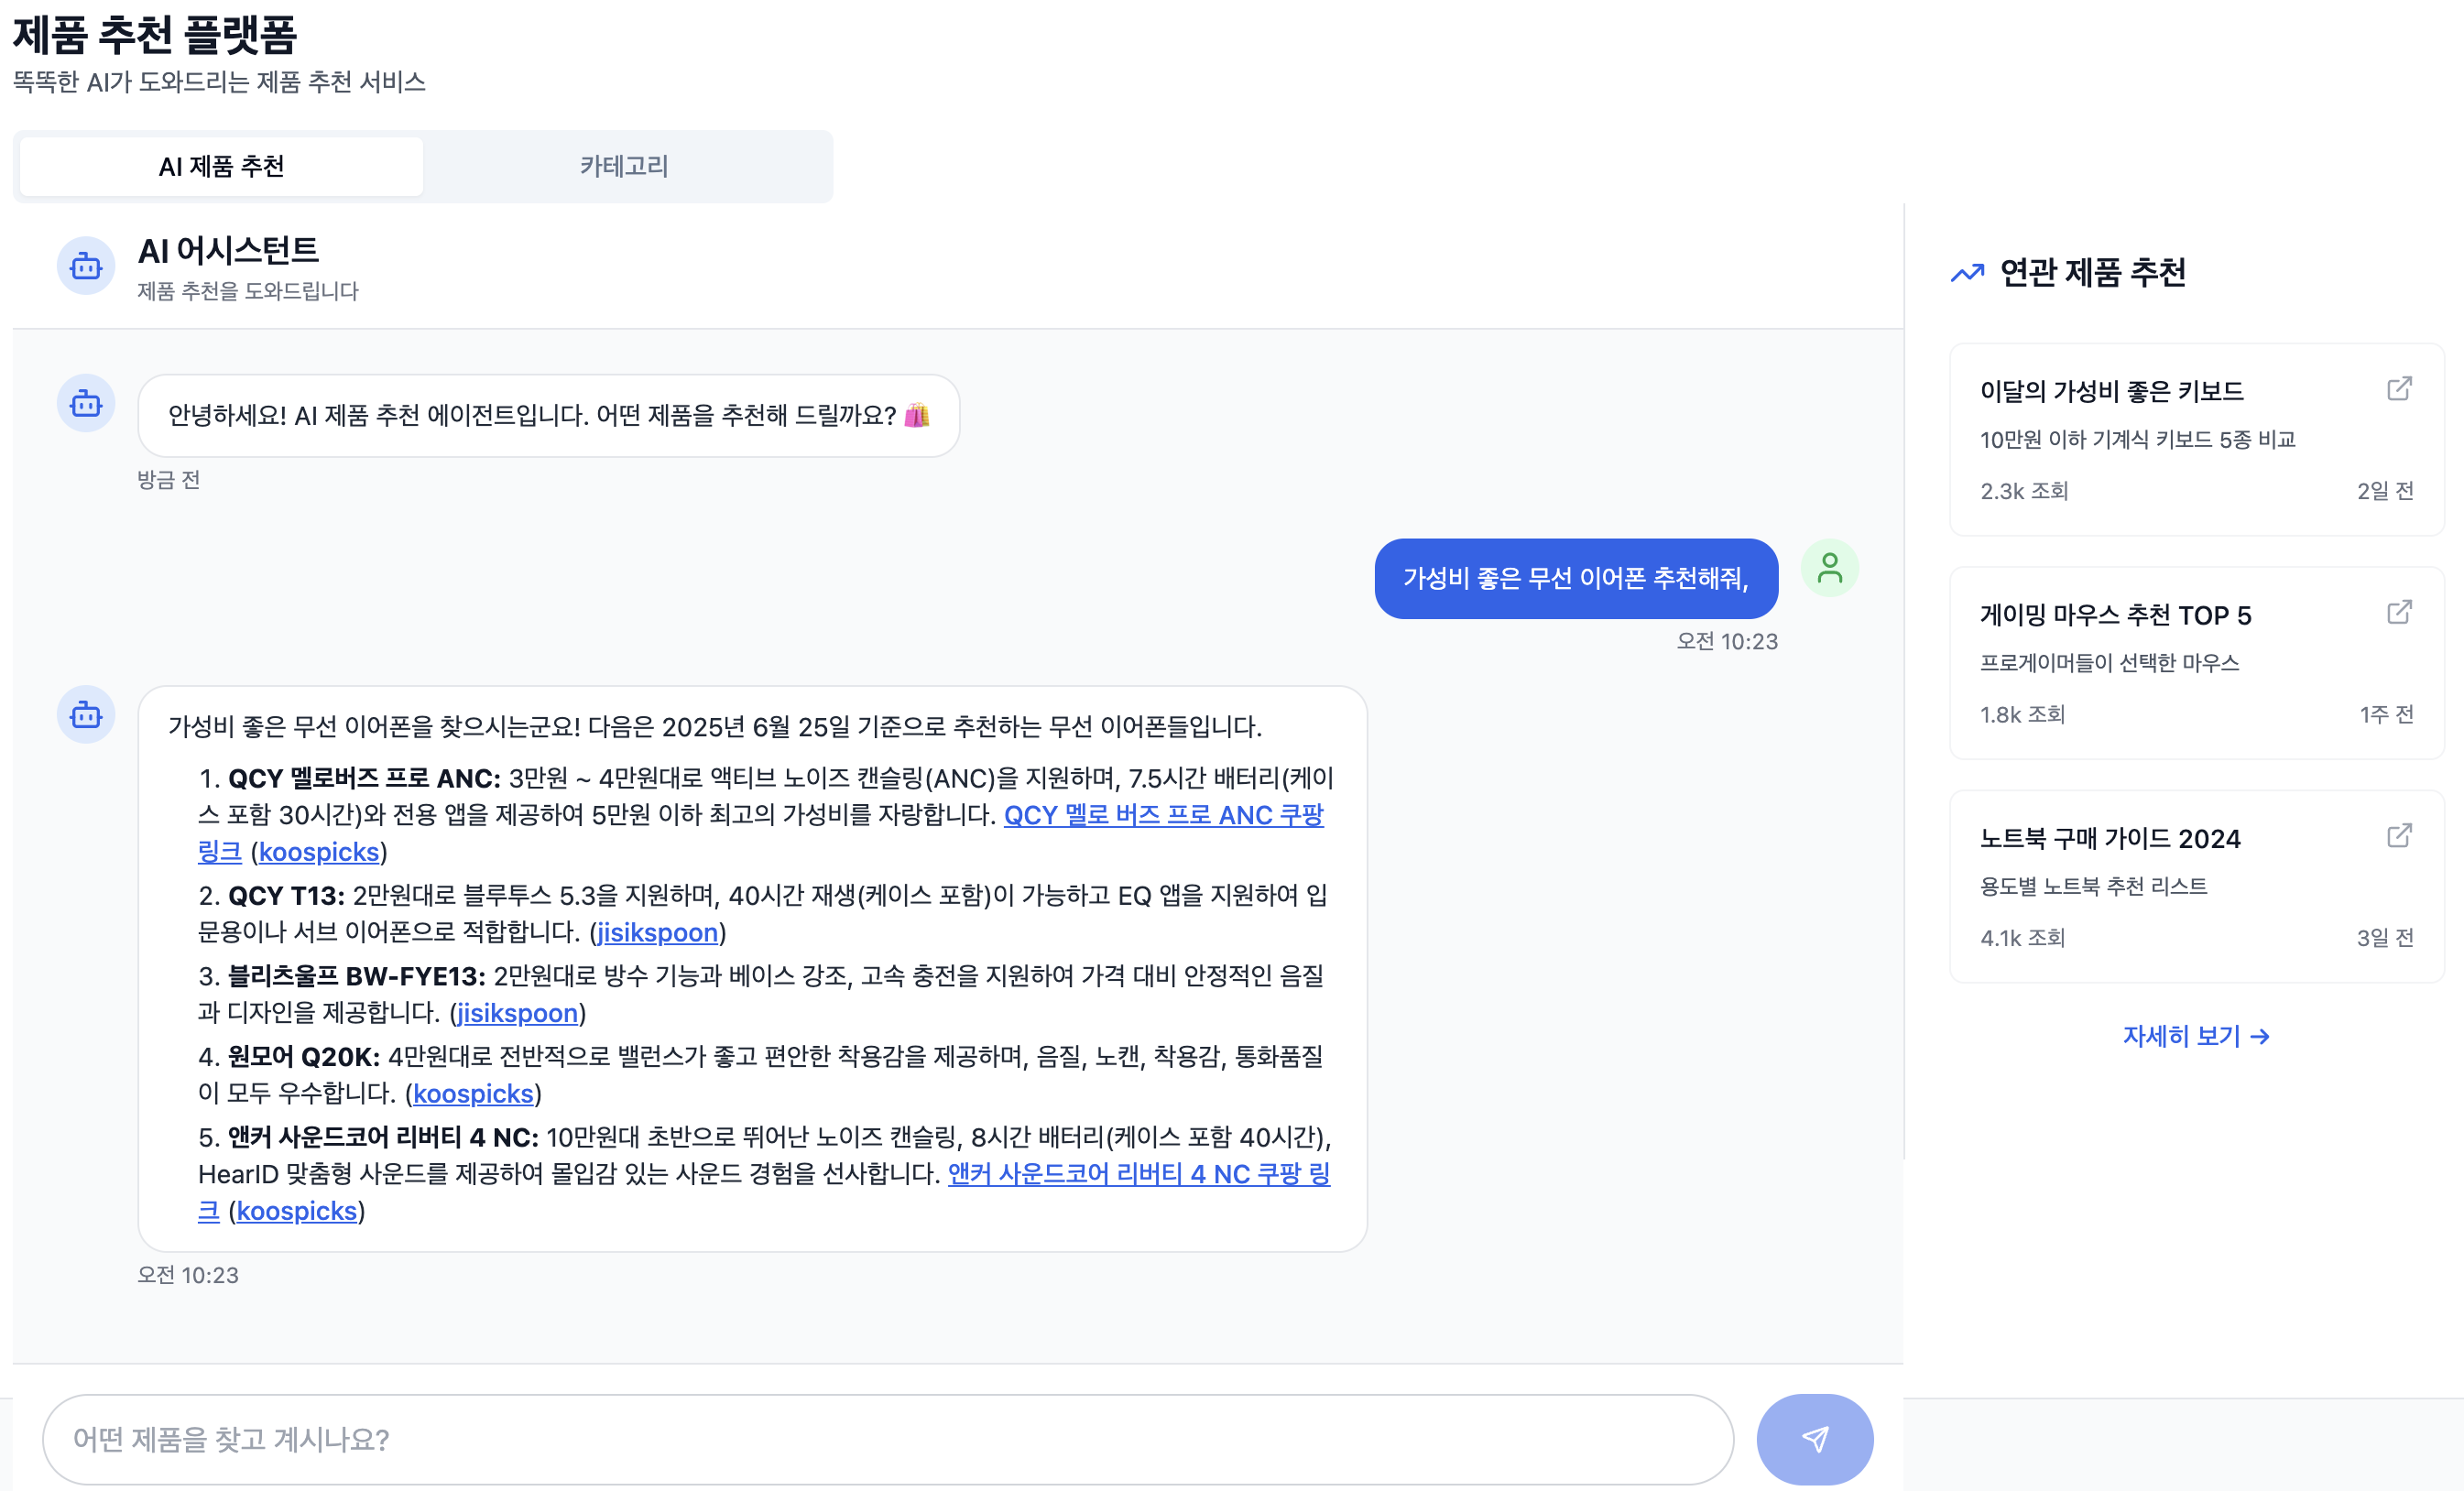 제품 추천 플랫폼
똑똑한 AI가 도와드리는 제품 추천 서비스
AI 제품 추천
카테고리
AI 어시스턴트
제품 추천을 도와드립니다
안녕하세요! AI 제품 추천 에이전트입니다. 어떤 제품을 추천해 드릴까요? 🛍️
방금 전
가성비 좋은 무선 이어폰 추천해줘,
오전 10:23
가성비 좋은 무선 이어폰을 찾으시는군요! 다음은 2025년 6월 25일 기준으로 추천하는 무선 이어폰들입니다.
1. QCY 멜로버즈 프로 ANC: 3만원 ~ 4만원대로 액티브 노이즈 캔슬링(ANC)을 지원하며, 7.5시간 배터리(케이
스 포함 30시간)와 전용 앱을 제공하여 5만원 이하 최고의 가성비를 자랑합니다. QCY 멜로 버즈 프로 ANC 쿠팡
링크 (koospicks)
2. QCY T13: 2만원대로 블루투스 5.3을 지원하며, 40시간 재생(케이스 포함)이 가능하고 EQ 앱을 지원하여 입
문용이나 서브 이어폰으로 적합합니다. (jisikspoon)
3. 블리츠울프 BW-FYE13: 2만원대로 방수 기능과 베이스 강조, 고속 충전을 지원하여 가격 대비 안정적인 음질
과 디자인을 제공합니다. (jisikspoon)
4. 원모어 Q20K: 4만원대로 전반적으로 밸런스가 좋고 편안한 착용감을 제공하며, 음질, 노캔, 착용감, 통화품질
이 모두 우수합니다. (koospicks)
5. 앤커 사운드코어 리버티 4 NC: 10만원대 초반으로 뛰어난 노이즈 캔슬링, 8시간 배터리(케이스 포함 40시간),
HearID 맞춤형 사운드를 제공하여 몰입감 있는 사운드 경험을 선사합니다. 앤커 사운드코어 리버티 4 NC 쿠팡 링
크 (koospicks)
오전 10:23
어떤 제품을 찾고 계시나요?
연관 제품 추천
이달의 가성비 좋은 키보드
10만원 이하 기계식 키보드 5종 비교
2.3k 조회
2일 전
게이밍 마우스 추천 TOP 5
프로게이머들이 선택한 마우스
1.8k 조회
1주 전
노트북 구매 가이드 2024
용도별 노트북 추천 리스트
4.1k 조회
3일 전
자세히 보기 →